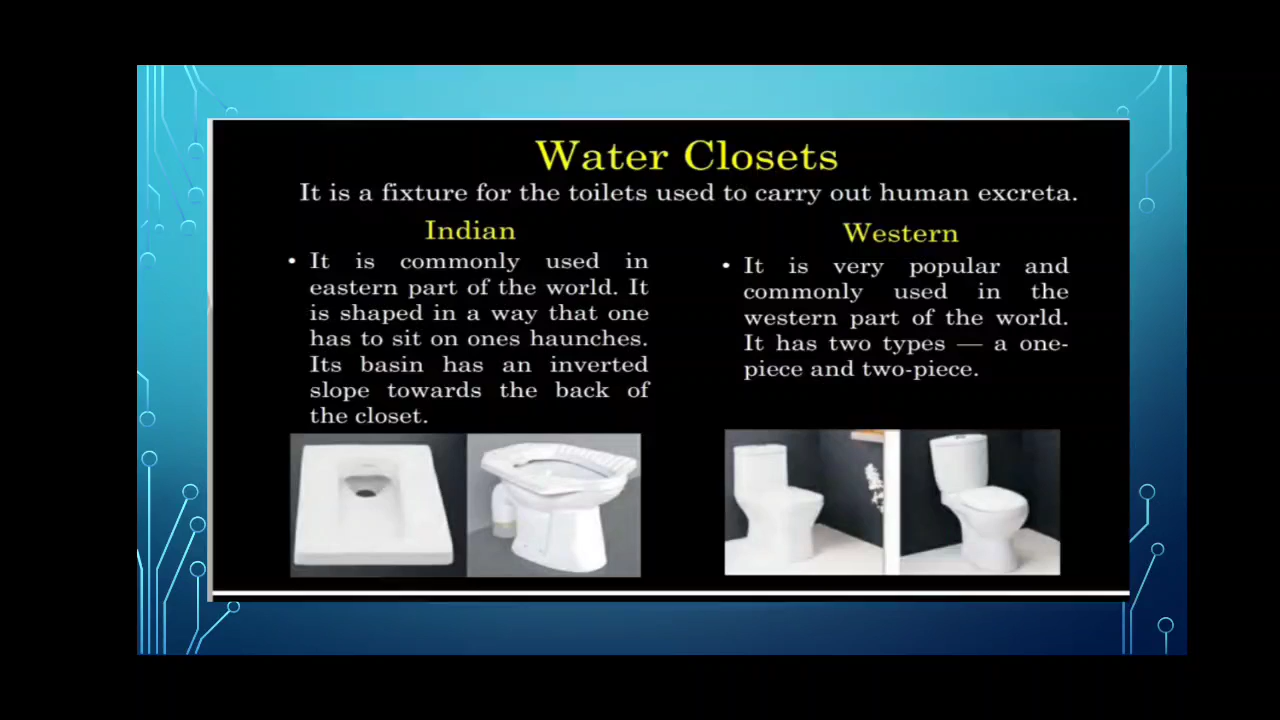 Water Closets
It is a fixture for the toilets used to carry out human excreta.
Indian
• It is commonly used in
eastern part of the world. It
is shaped in a way that one
has to sit on ones haunches.
Its basin has an inverted
slope towards the back of
the closet.
Western
• It is very popular and
commonly used in the
western part of the world.
It has two types — a one-
piece and two-piece.